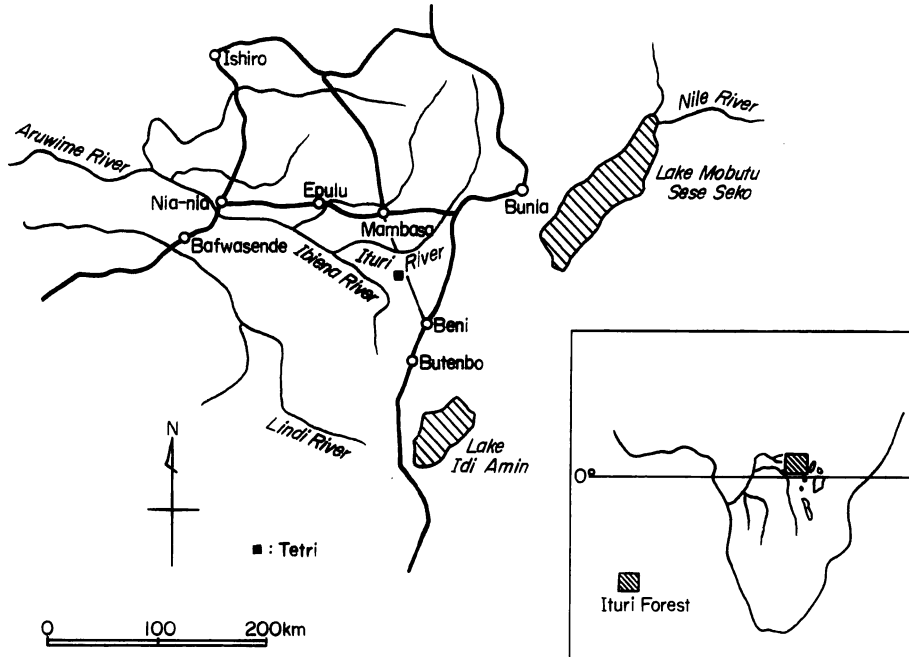 Ishiro
Nile River
Aruwime River
Lake Mobutu
Sese Seko
Nia-nia
Epulu
Bunia
Mambasa
Bafwasende
Ibiena River
Ituri River
Beni
Butenbo
Lindi River
Lake
Idi Amin
N
0°
■ : Tetri
Ituri Forest
0 100 200km